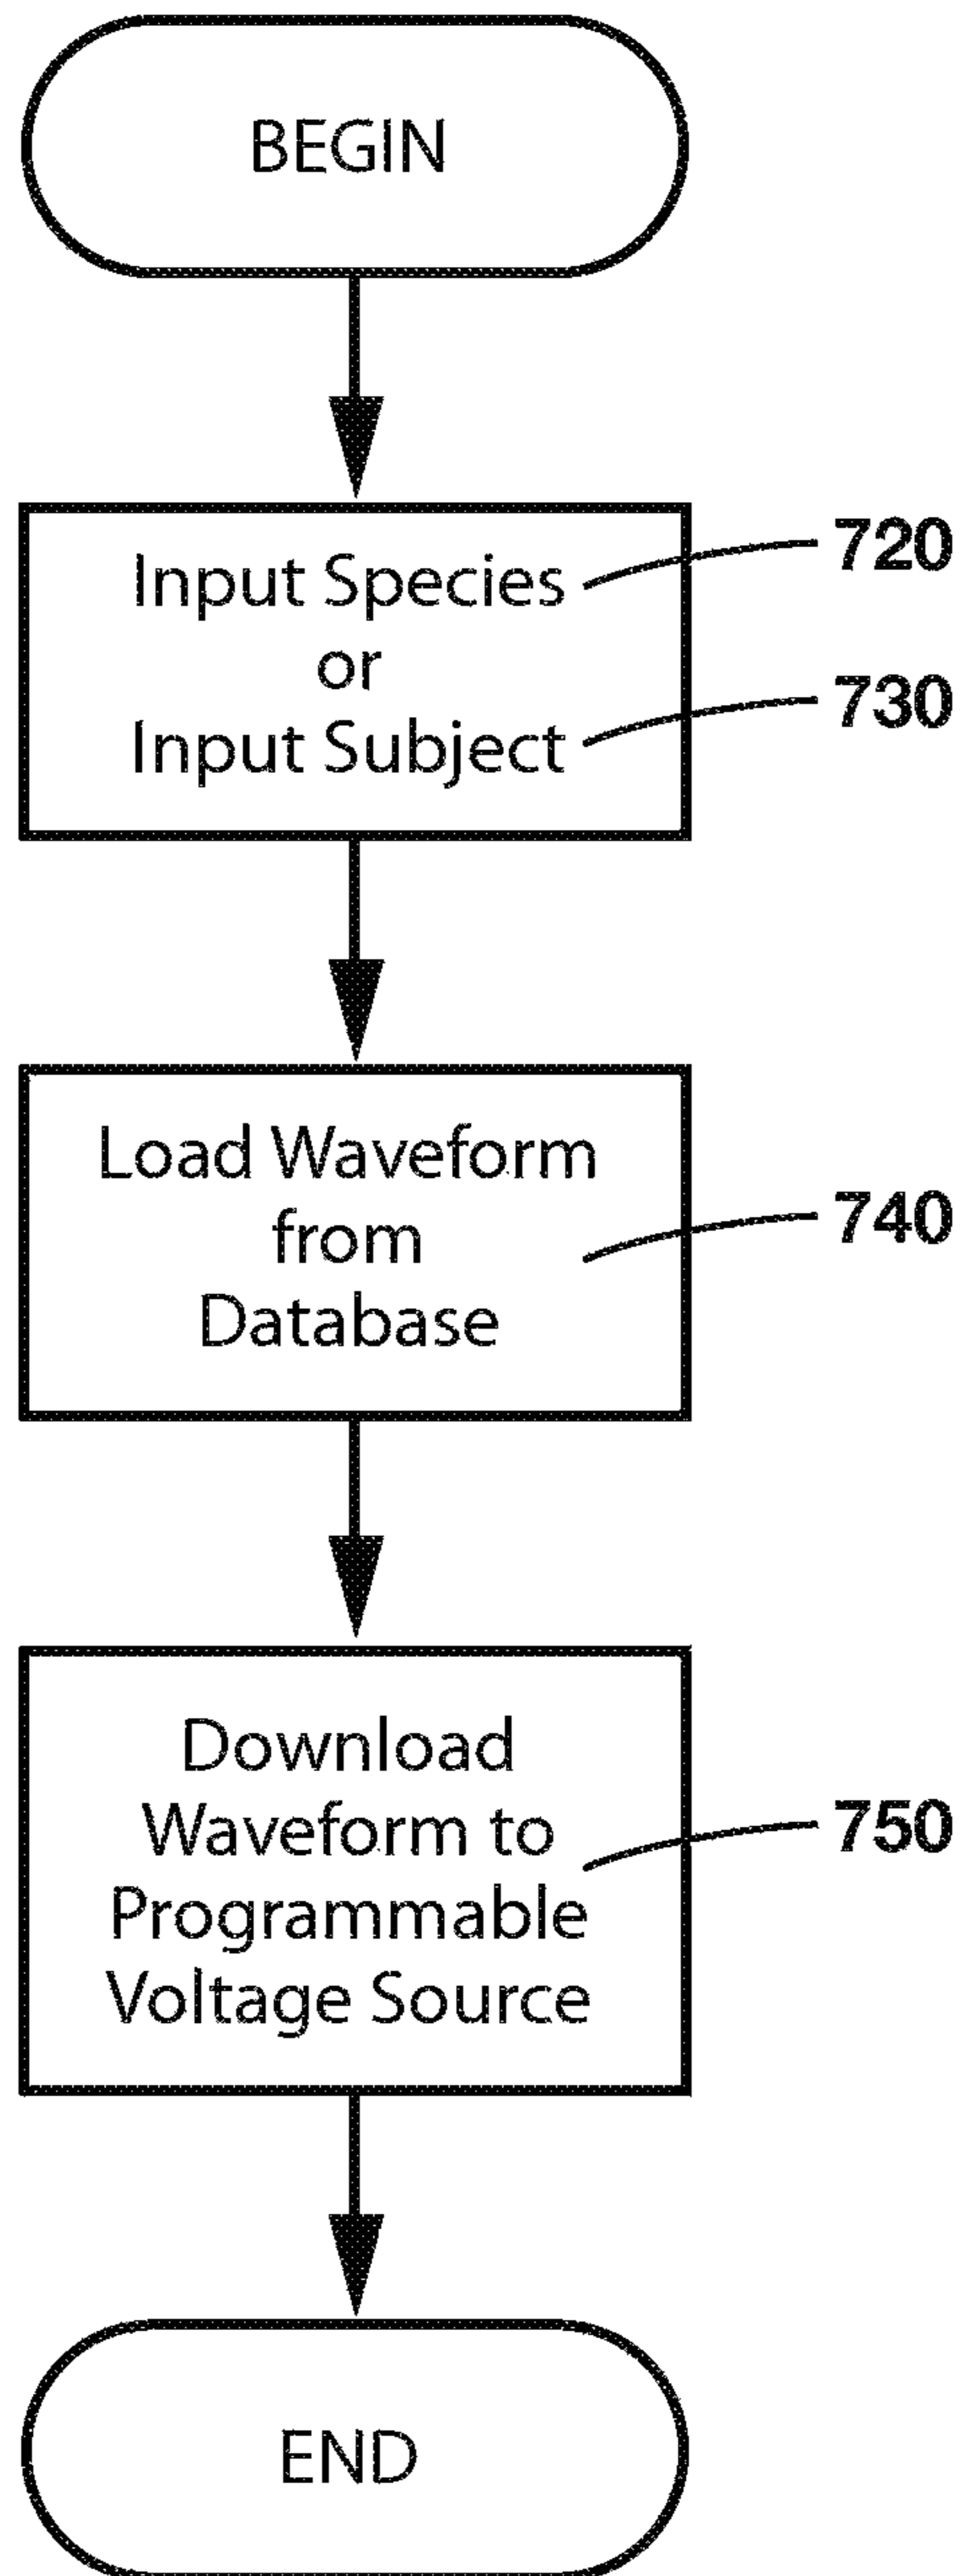 BEGIN
Input Species
720
or
Input Subject
730
Load Waveform
from
Database
740
Download
Waveform to
Programmable
Voltage Source
750
END